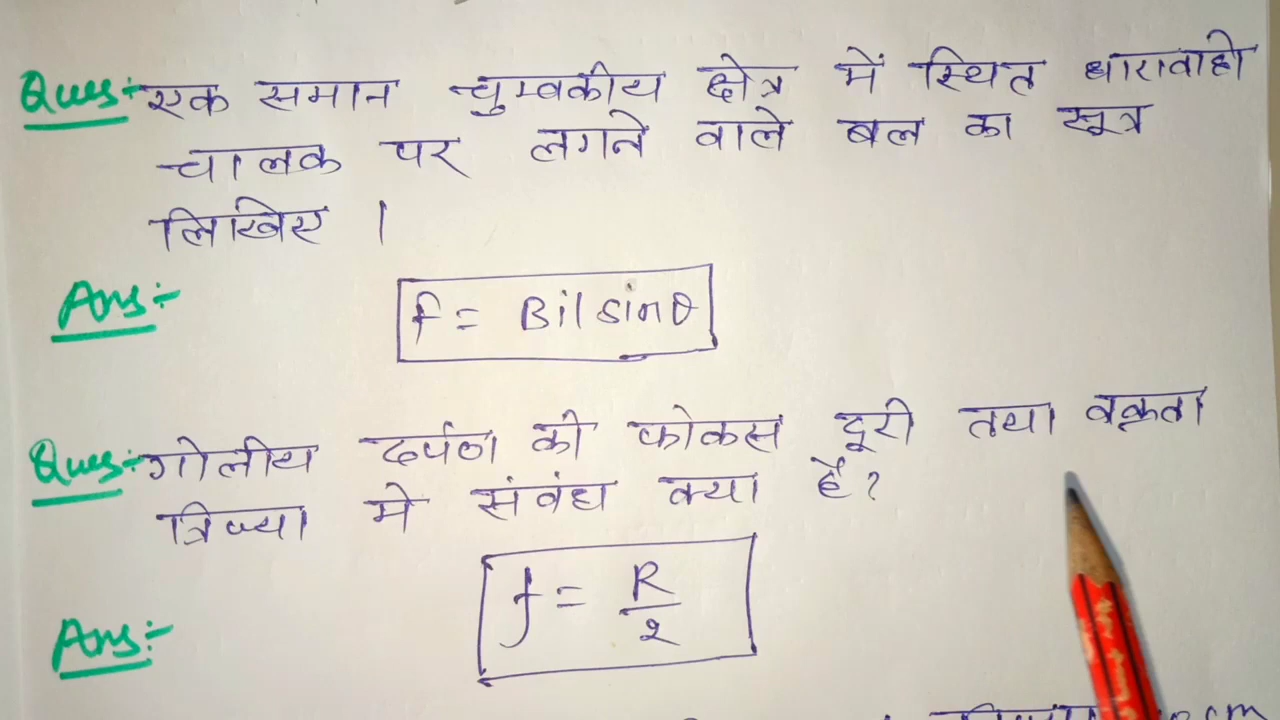 Ques:- एक समान चुम्वकीय क्षेत्र में स्थित धारावाही
चालक पर लगने वाले बल का सूत्र
लिखिए ।
Ans:-
f = Bil sinθ
Ques:- गोलीय दर्पण की फोकस दूरी तथा वक्रता
त्रिज्या मे संवंध क्या है?
Ans:-
f = R/2